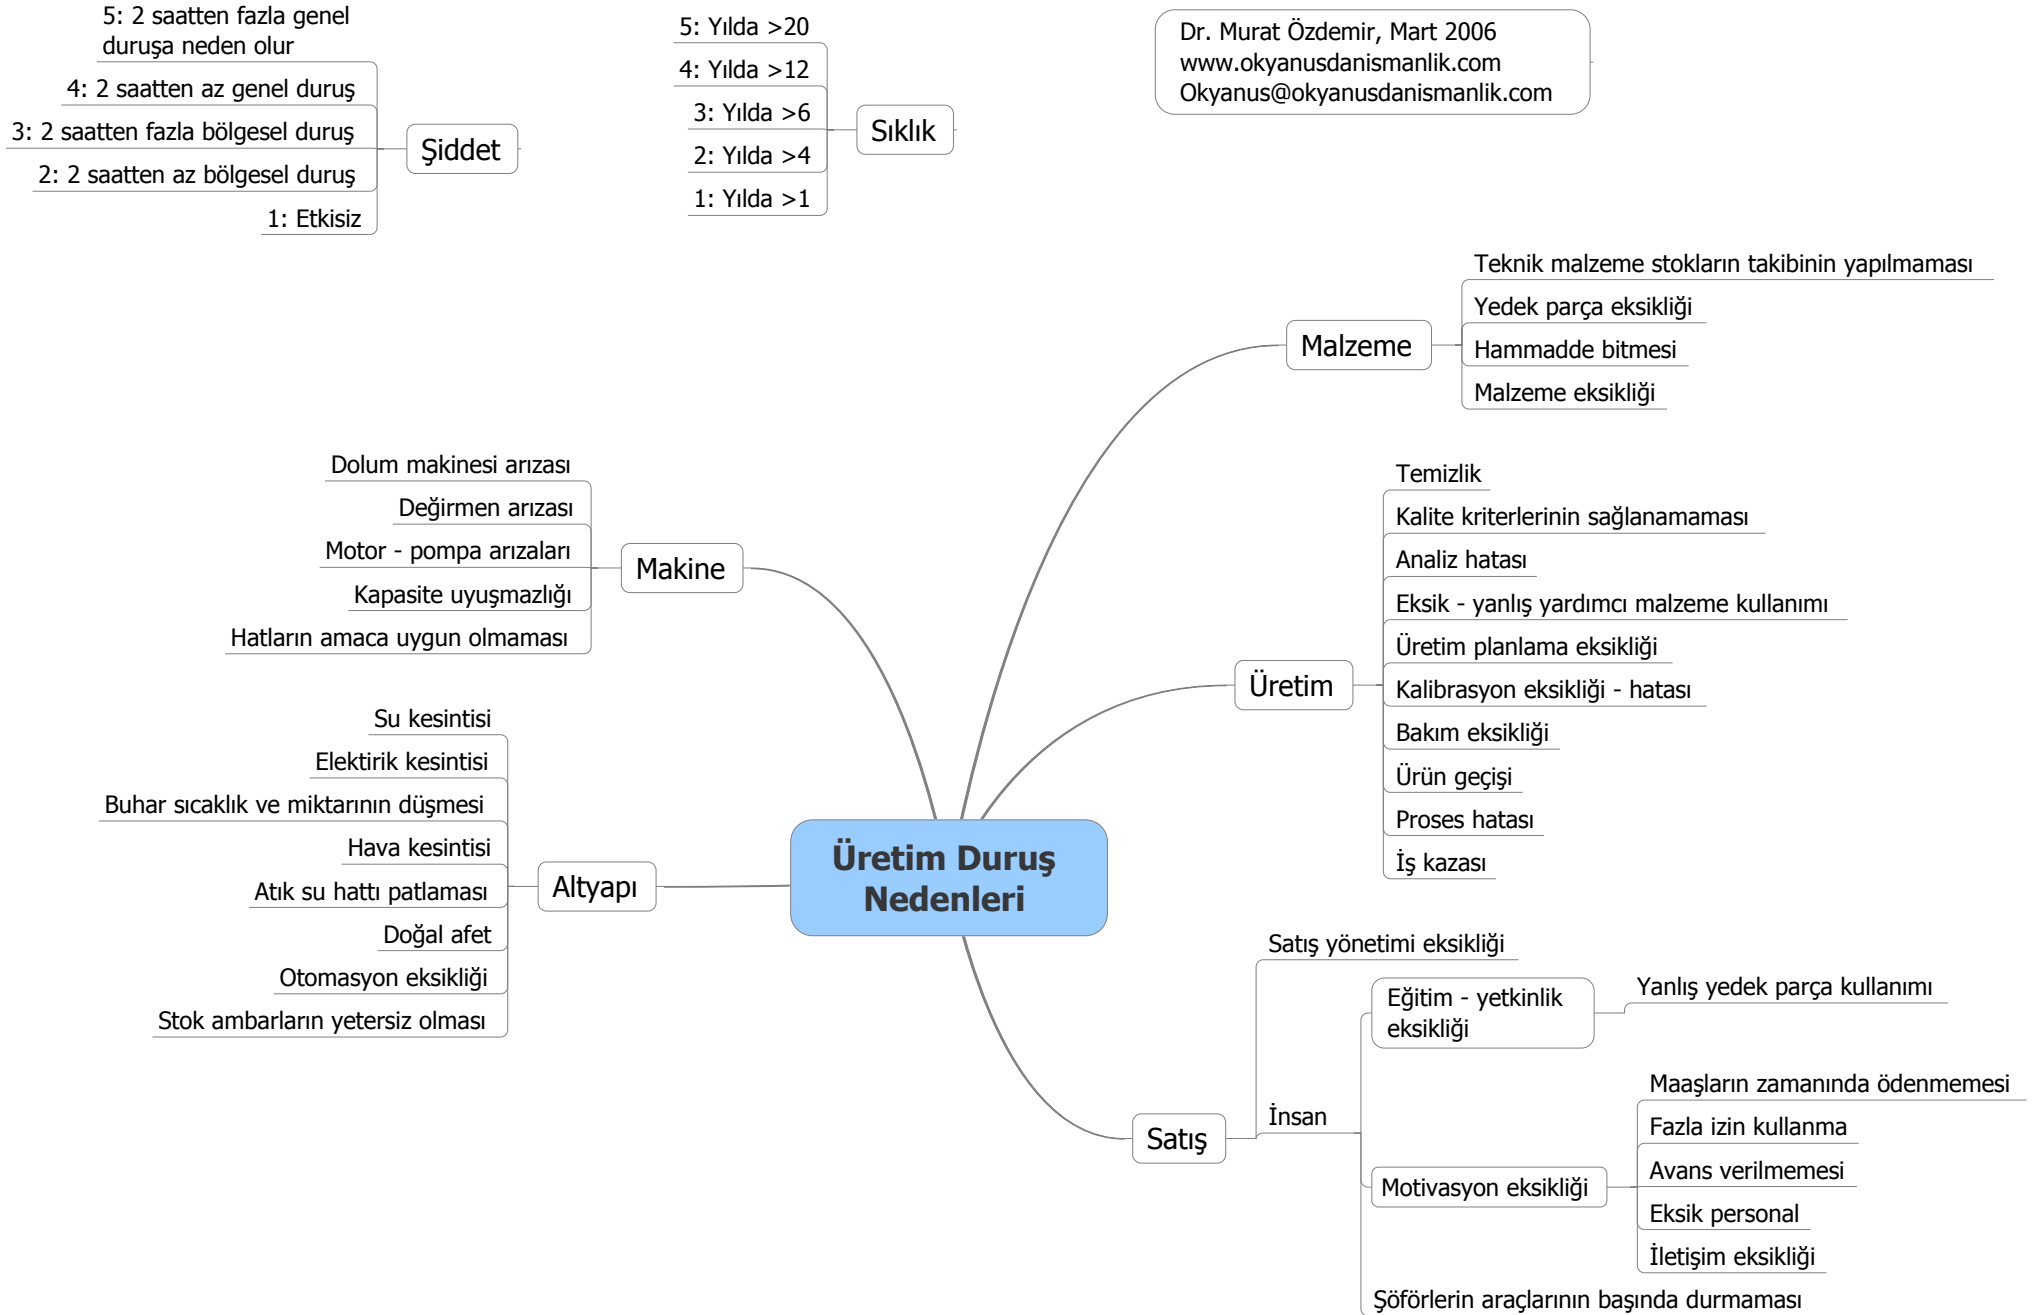 5: 2 saatten fazla genel
duruşa neden olur
4: 2 saatten az genel duruş
3: 2 saatten fazla bölgesel duruş
2: 2 saatten az bölgesel duruş
1: Etkisiz
Şiddet
5: Yılda >20
4: Yılda >12
3: Yılda >6
2: Yılda >4
1: Yılda >1
Sıklık
Dr. Murat Özdemir, Mart 2006
www.okyanusdanismanlik.com
Okyanus@okyanusdanismanlik.com
Malzeme
Teknik malzeme stokların takibinin yapılmaması
Yedek parça eksikliği
Hammadde bitmesi
Malzeme eksikliği
Dolum makinesi arızası
Değirmen arızası
Motor - pompa arızaları
Kapasite uyuşmazlığı
Hatların amaca uygun olmaması
Makine
Üretim
Temizlik
Kalite kriterlerinin sağlanamaması
Analiz hatası
Eksik - yanlış yardımcı malzeme kullanımı
Üretim planlama eksikliği
Kalibrasyon eksikliği - hatası
Bakım eksikliği
Ürün geçişi
Proses hatası
İş kazası
Su kesintisi
Elektirik kesintisi
Buhar sıcaklık ve miktarının düşmesi
Hava kesintisi
Atık su hattı patlaması
Doğal afet
Otomasyon eksikliği
Stok ambarların yetersiz olması
Altyapı
Üretim Duruş
Nedenleri
Satış
Satış yönetimi eksikliği
İnsan
Eğitim - yetkinlik
eksikliği
Yanlış yedek parça kullanımı
Motivasyon eksikliği
Maaşların zamanında ödenmemesi
Fazla izin kullanma
Avans verilmemesi
Eksik personal
İletişim eksikliği
Şöförlerin araçlarının başında durmaması